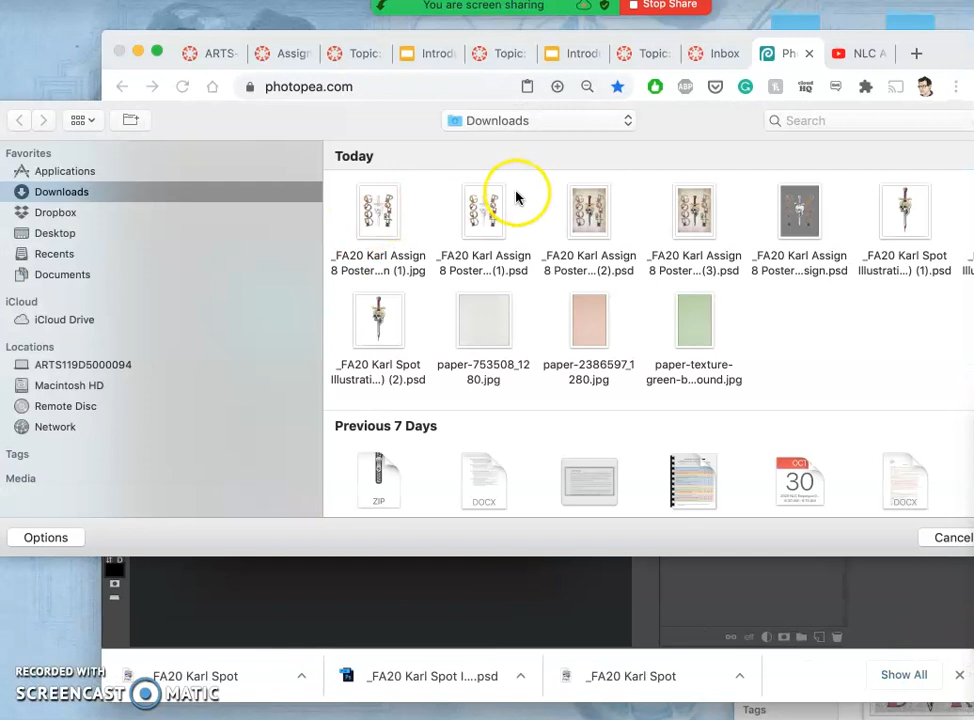 You are screen sharing
Stop Share
ARTS-
Assign
Topic:
Introd
Topic:
Introd
Topic:
Inbox
Ph
NLC A
photopea.com
Downloads
Search
Favorites
Applications
Downloads
Dropbox
Desktop
Recents
Documents
iCloud
iCloud Drive
Locations
ARTS119D5000094
Macintosh HD
Remote Disc
Network
Tags
Media
Today
_FA20 Karl Assign
8 Poster...n (1).jpg
_FA20 Karl Assign
8 Poster...(1).psd
_FA20 Karl Assign
8 Poster...(2).psd
_FA20 Karl Assign
8 Poster...(3).psd
_FA20 Karl Assign
8 Poster...sign.psd
_FA20 Karl Spot
Illustrati...) (1).psd
_FA20 Karl Spot
Illustrati...) (2).psd
paper-753508_12
80.jpg
paper-2386597_1
280.jpg
paper-texture-
green-b...ound.jpg
Previous 7 Days
ZIP
DOCX
OCT
30
DOCX
Options
Cancel
_FA20 Karl Spot
_FA20 Karl Spot I....psd
_FA20 Karl Spot
Show All
RECORDED WITH
SCREENCAST MATIC
Tags